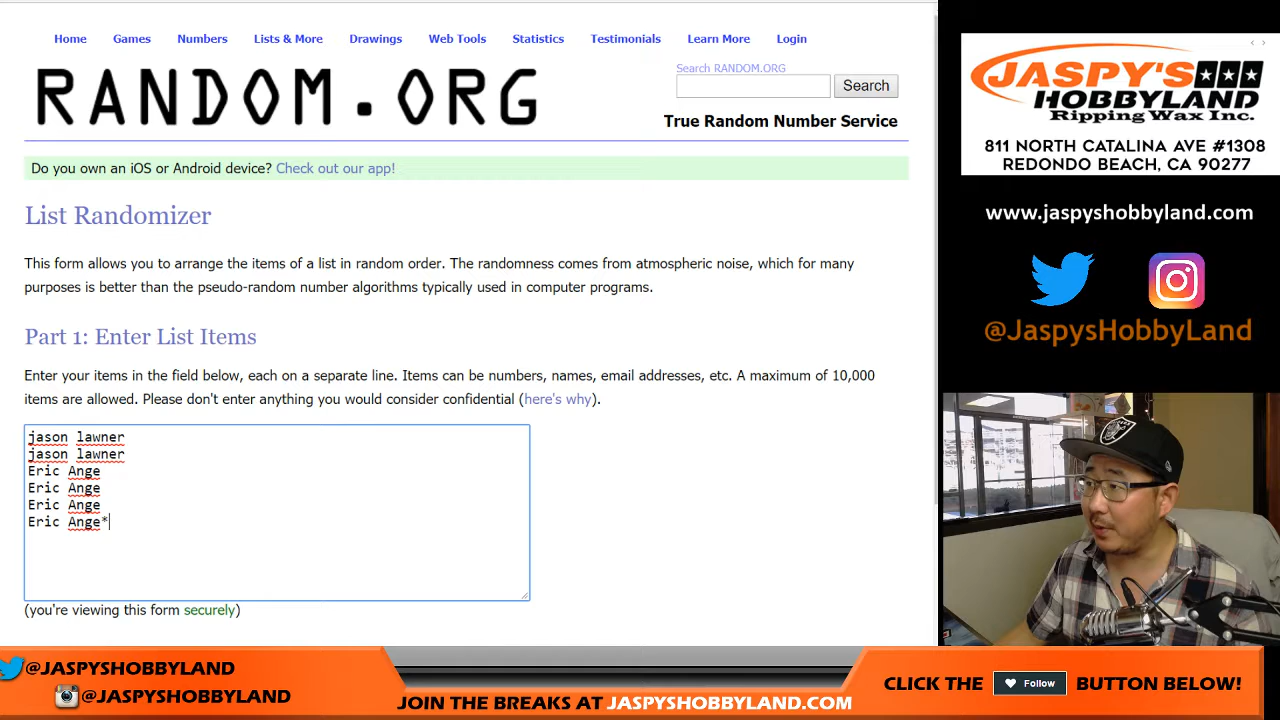 Home Games Numbers Lists & More Drawings Web Tools Statistics Testimonials Learn More Login
RANDOM.ORG
Search RANDOM.ORG
Search
True Random Number Service
Do you own an iOS or Android device? Check out our app!
List Randomizer
This form allows you to arrange the items of a list in random order. The randomness comes from atmospheric noise, which for many
purposes is better than the pseudo-random number algorithms typically used in computer programs.
Part 1: Enter List Items
Enter your items in the field below, each on a separate line. Items can be numbers, names, email addresses, etc. A maximum of 10,000
items are allowed. Please don't enter anything you would consider confidential (here's why).
jason lawner
jason lawner
Eric Ange
Eric Ange
Eric Ange
Eric Ange*
(you're viewing this form securely)
JASPY'S
HOBBYLAND
Ripping Wax Inc.
811 NORTH CATALINA AVE #1308
REDONDO BEACH, CA 90277
www.jaspyshobbyland.com
@JaspysHobbyLand
@JASPYSHOBBYLAND
@JASPYSHOBBYLAND
JOIN THE BREAKS AT JASPYSHOBBYLAND.COM
CLICK THE Follow BUTTON BELOW!